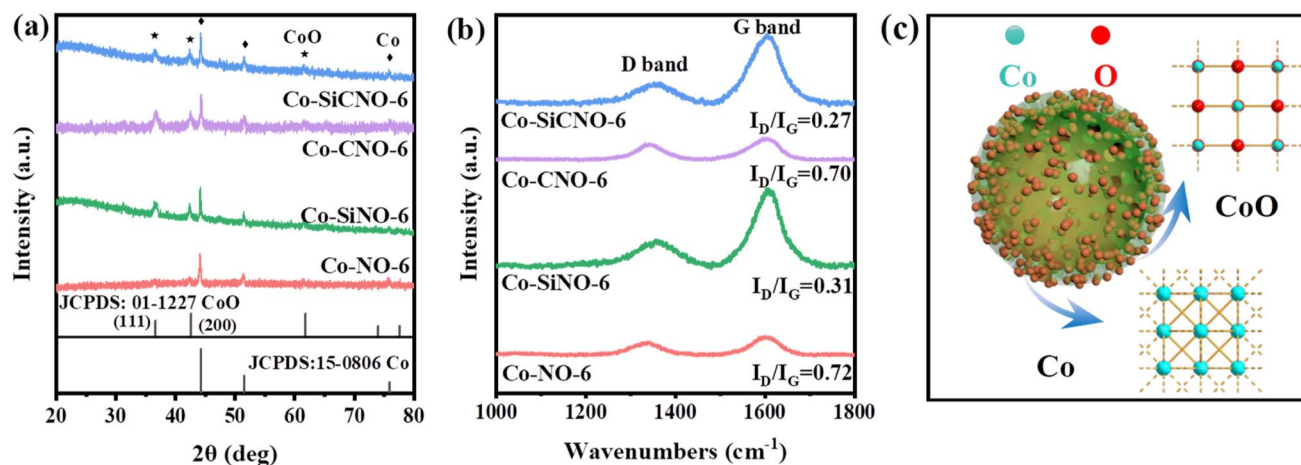 (a)
CoO
Co
Co-SiCNO-6
Co-CNO-6
Co-SiNO-6
Co-NO-6
JCPDS: 01-1227 CoO
(111)
(200)
JCPDS:15-0806 Co
20 30 40 50 60 70 80
2θ (deg)
Intensity (a.u.)
(b)
G band
D band
Co-SiCNO-6
I_D/I_G=0.27
Co-CNO-6
I_D/I_G=0.70
Co-SiNO-6
I_D/I_G=0.31
Co-NO-6
I_D/I_G=0.72
1000 1200 1400 1600 1800
Wavenumbers (cm⁻¹)
Intensity (a.u.)
(c)
Co
O
CoO
Co